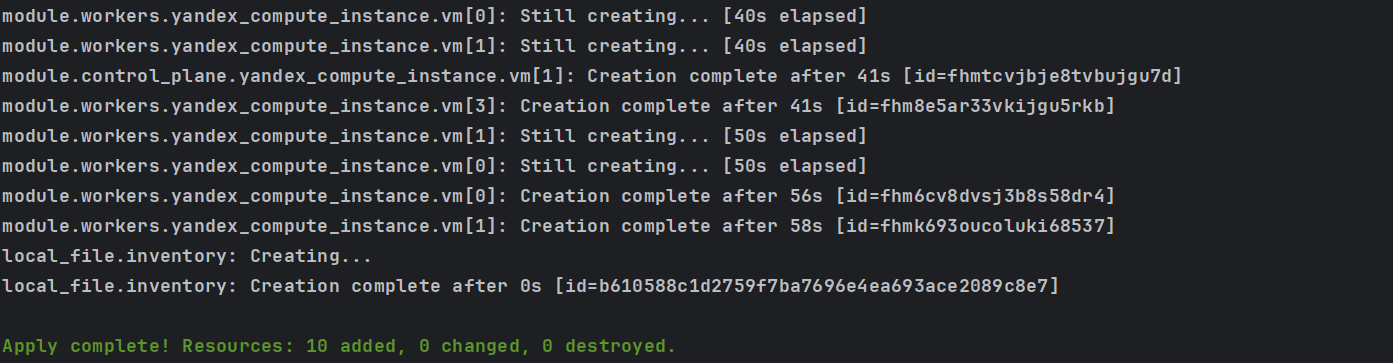 module.workers.yandex_compute_instance.vm[0]: Still creating... [40s elapsed]
module.workers.yandex_compute_instance.vm[1]: Still creating... [40s elapsed]
module.control_plane.yandex_compute_instance.vm[1]: Creation complete after 41s [id=fhmtcvjbje8tvbujgu7d]
module.workers.yandex_compute_instance.vm[3]: Creation complete after 41s [id=fhm8e5ar33vkijgu5rkb]
module.workers.yandex_compute_instance.vm[1]: Still creating... [50s elapsed]
module.workers.yandex_compute_instance.vm[0]: Still creating... [50s elapsed]
module.workers.yandex_compute_instance.vm[0]: Creation complete after 56s [id=fhm6cv8dvsj3b8s58dr4]
module.workers.yandex_compute_instance.vm[1]: Creation complete after 58s [id=fhmk693oucoluki68537]
local_file.inventory: Creating...
local_file.inventory: Creation complete after 0s [id=b610588c1d2759f7ba7696e4ea693ace2089c8e7]
Apply complete! Resources: 10 added, 0 changed, 0 destroyed.